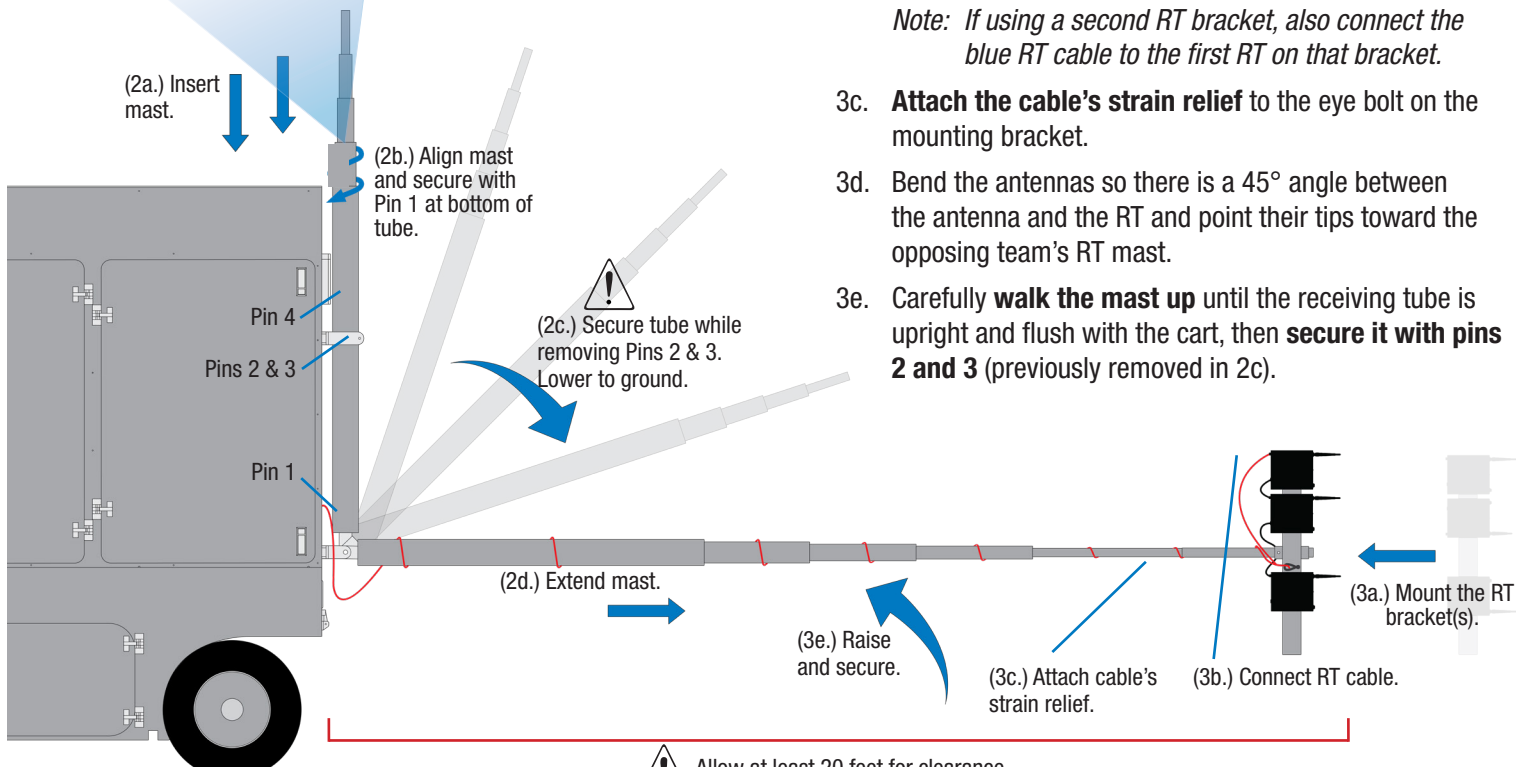 Note: If using a second RT bracket, also connect the
blue RT cable to the first RT on that bracket.
3c. Attach the cable's strain relief to the eye bolt on the
mounting bracket.
3d. Bend the antennas so there is a 45° angle between
the antenna and the RT and point their tips toward the
opposing team's RT mast.
3e. Carefully walk the mast up until the receiving tube is
upright and flush with the cart, then secure it with pins
2 and 3 (previously removed in 2c).
(2a.) Insert
mast.
(2b.) Align mast
and secure with
Pin 1 at bottom of
tube.
(2c.) Secure tube while
removing Pins 2 & 3.
Lower to ground.
Pin 4
Pins 2 & 3
Pin 1
(2d.) Extend mast.
(3e.) Raise
and secure.
(3c.) Attach cable's
strain relief.
(3b.) Connect RT cable.
(3a.) Mount the RT
bracket(s).
Allow at least 20 feet for clearance